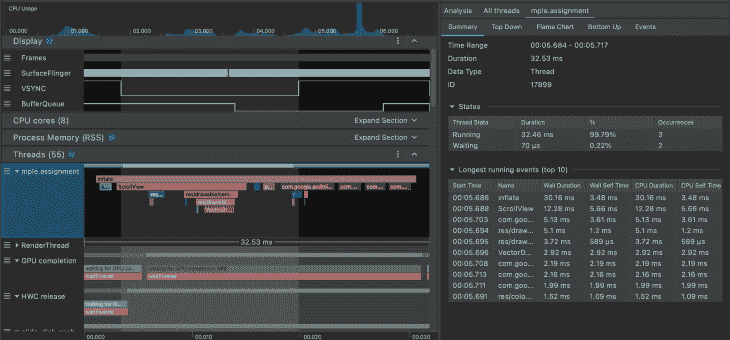 CPU Usage
00.000 01.000 02.000 03.000 04.000 05.000 06.000
Display
Frames
SurfaceFlinger
VSYNC
BufferQueue
CPU cores (8) Expand Section
Process Memory (RSS) Expand Section
Threads (55)
mple.assignment
inflate
ScrollView com.google.androi... com... com... com...
res/drawable/sem...
32.53 ms
RenderThread
GPU completion
waiting for GPU co...
waitForever
HWC release
waitForever
00.000 00.010 00.020 00.030
Analysis All threads mple.assignment
Summary Top Down Flame Chart Bottom Up Events
Time Range 00:05.684 - 00:05.717
Duration 32.53 ms
Data Type Thread
ID 17899
States
Thread State Duration % Occurrences
Running 32.46 ms 99.79% 3
Waiting 70 µs 0.22% 2
Longest running events (top 10)
Start Time Name Wall Duration Wall Self Time CPU Duration CPU Self Time
00:05.686 inflate 30.16 ms 3.48 ms 30.16 ms 3.48 ms
00:05.688 ScrollView 12.28 ms 5.66 ms 12.28 ms 5.66 ms
00:05.703 com.goo... 5.13 ms 3.61 ms 5.13 ms 3.61 ms
00:05.694 res/draw... 5.1 ms 1.2 ms 5.1 ms 1.2 ms
00:05.695 res/draw... 3.72 ms 589 µs 3.72 ms 589 µs
00:05.696 VectorD... 2.92 ms 2.92 ms 2.92 ms 2.92 ms
00:05.708 com.goo... 2.19 ms 2.19 ms 2.19 ms 2.19 ms
00:05.713 com.goo... 2.16 ms 2.16 ms 2.16 ms 2.16 ms
00:05.711 com.goo... 1.99 ms 1.99 ms 1.99 ms 1.99 ms
00:05.691 res/colo... 1.52 ms 1.09 ms 1.52 ms 1.09 ms